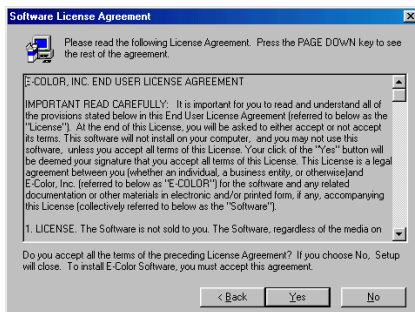 Software License Agreement
Please read the following License Agreement. Press the PAGE DOWN key to see
the rest of the agreement.
E-COLOR, INC. END USER LICENSE AGREEMENT
IMPORTANT READ CAREFULLY: It is important for you to read and understand all of
the provisions stated below in this End User License Agreement (referred to below as the
"License"). At the end of this License, you will be asked to either accept or not accept
its terms. This software will not install on your computer, and you may not use this
software, unless you accept all terms of this License. Your click of the "Yes" button will
be deemed your signature that you accept all terms of this License. This License is a legal
agreement between you (whether an individual, a business entity, or otherwise)and
E-Color, Inc. (referred to below as "E-COLOR") for the software and any related
documentation or other materials in electronic and/or printed form, if any, accompanying
this License (collectively referred to below as the "Software").
1. LICENSE. The Software is not sold to you. The Software, regardless of the media on
Do you accept all the terms of the preceding License Agreement? If you choose No, Setup
will close. To install E-Color Software, you must accept this agreement.
< Back Yes No